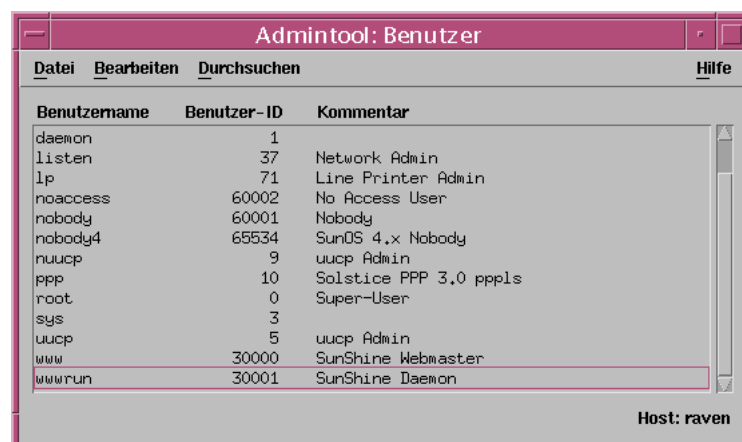 Admintool: Benutzer
Datei Bearbeiten Durchsuchen Hilfe
Benutzername Benutzer-ID Kommentar
daemon 1
listen 37 Network Admin
lp 71 Line Printer Admin
noaccess 60002 No Access User
nobody 60001 Nobody
nobody4 65534 SunOS 4.x Nobody
nuucp 9 uucp Admin
ppp 10 Solstice PPP 3.0 pppls
root 0 Super-User
sys 3
uucp 5 uucp Admin
www 30000 SunShine Webmaster
wwwrun 30001 SunShine Daemon
Host: raven